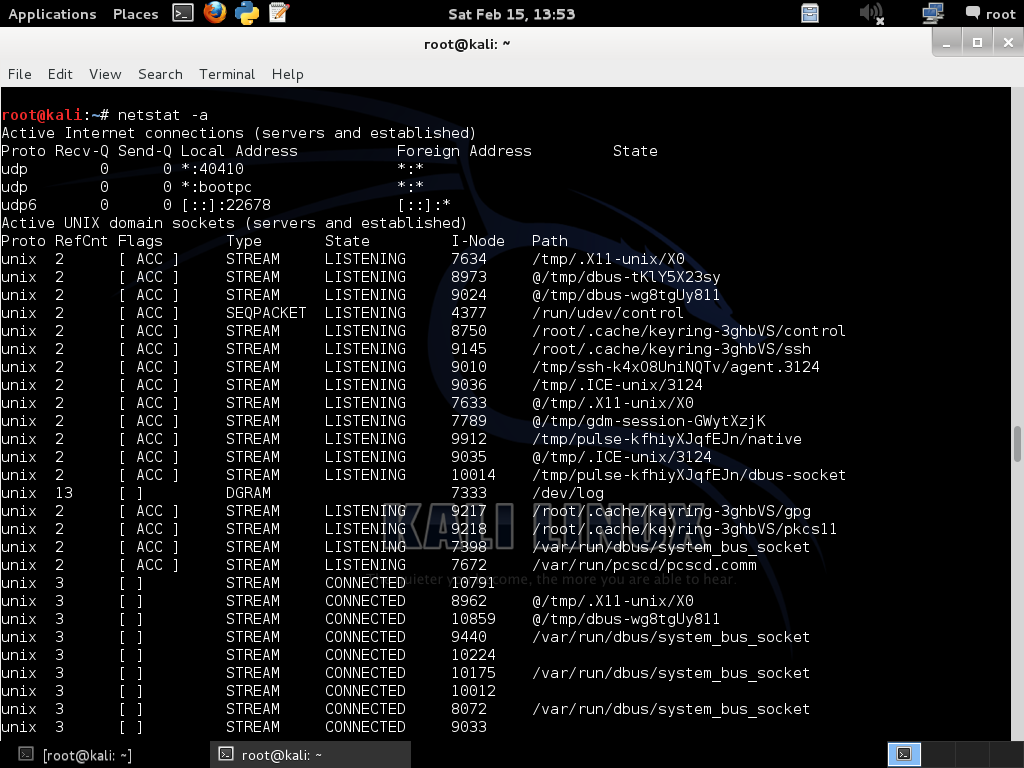 Applications Places Sat Feb 15, 13:53 root
root@kali: ~
File Edit View Search Terminal Help
root@kali:~# netstat -a
Active Internet connections (servers and established)
Proto Recv-Q Send-Q Local Address Foreign Address State
udp 0 0 *:40410 *:*
udp 0 0 *:bootpc *:*
udp6 0 0 [::]:22678 [::]:*
Active UNIX domain sockets (servers and established)
Proto RefCnt Flags Type State I-Node Path
unix 2 [ ACC ] STREAM LISTENING 7634 /tmp/.X11-unix/X0
unix 2 [ ACC ] STREAM LISTENING 8973 @/tmp/dbus-tKlY5X23sy
unix 2 [ ACC ] STREAM LISTENING 9024 @/tmp/dbus-wg8tgUy811
unix 2 [ ACC ] SEQPACKET LISTENING 4377 /run/udev/control
unix 2 [ ACC ] STREAM LISTENING 8750 /root/.cache/keyring-3ghbVS/control
unix 2 [ ACC ] STREAM LISTENING 9145 /root/.cache/keyring-3ghbVS/ssh
unix 2 [ ACC ] STREAM LISTENING 9010 /tmp/ssh-k4xO8UniNQTv/agent.3124
unix 2 [ ACC ] STREAM LISTENING 9036 /tmp/.ICE-unix/3124
unix 2 [ ACC ] STREAM LISTENING 7633 @/tmp/.X11-unix/X0
unix 2 [ ACC ] STREAM LISTENING 7789 @/tmp/gdm-session-GWytXzjK
unix 2 [ ACC ] STREAM LISTENING 9912 /tmp/pulse-kfhiyXJqfEJn/native
unix 2 [ ACC ] STREAM LISTENING 9035 @/tmp/.ICE-unix/3124
unix 2 [ ACC ] STREAM LISTENING 10014 /tmp/pulse-kfhiyXJqfEJn/dbus-socket
unix 13 [ ] DGRAM 7333 /dev/log
unix 2 [ ACC ] STREAM LISTENING 9217 /root/.cache/keyring-3ghbVS/gpg
unix 2 [ ACC ] STREAM LISTENING 9218 /root/.cache/keyring-3ghbVS/pkcs11
unix 2 [ ACC ] STREAM LISTENING 7398 /var/run/dbus/system_bus_socket
unix 2 [ ACC ] STREAM LISTENING 7672 /var/run/pcscd/pcscd.comm
unix 3 [ ] STREAM CONNECTED 10791
unix 3 [ ] STREAM CONNECTED 8962 @/tmp/.X11-unix/X0
unix 3 [ ] STREAM CONNECTED 10859 @/tmp/dbus-wg8tgUy811
unix 3 [ ] STREAM CONNECTED 9440 /var/run/dbus/system_bus_socket
unix 3 [ ] STREAM CONNECTED 10224
unix 3 [ ] STREAM CONNECTED 10175 /var/run/dbus/system_bus_socket
unix 3 [ ] STREAM CONNECTED 10012
unix 3 [ ] STREAM CONNECTED 8072 /var/run/dbus/system_bus_socket
unix 3 [ ] STREAM CONNECTED 9033
KALI LINUX
the more you are able to hear.
[root@kali: ~] root@kali: ~